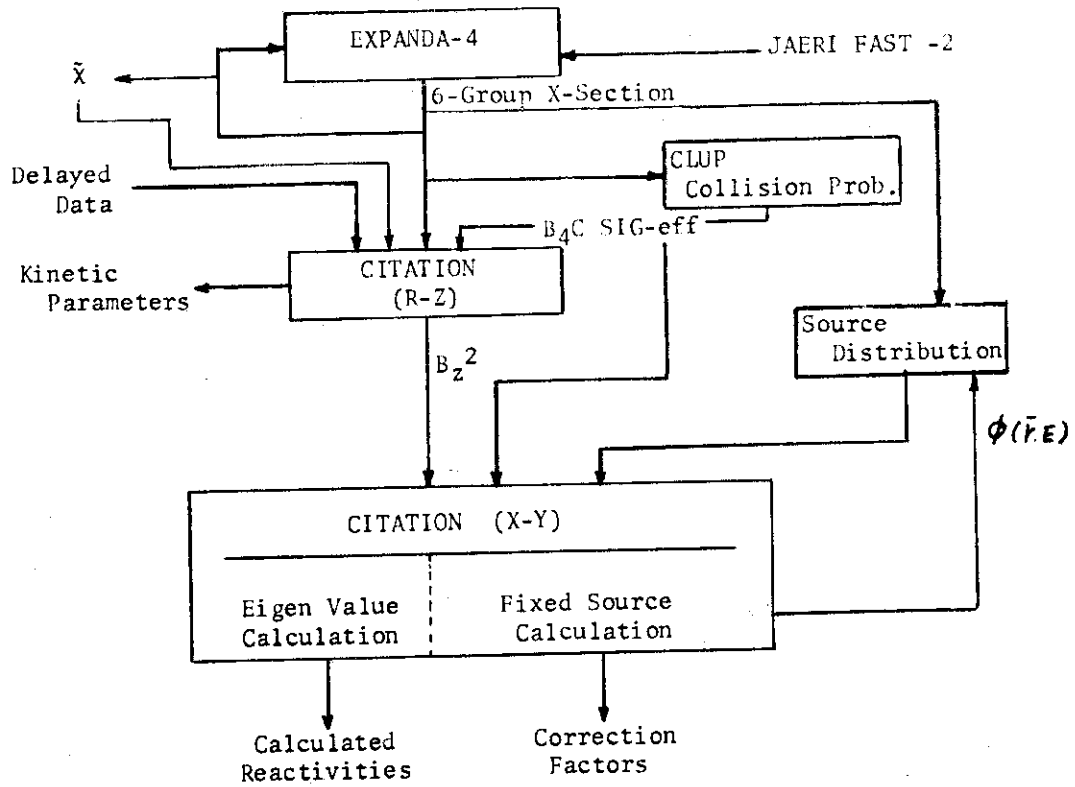 EXPANDA-4
JAERI FAST -2
X̃
6-Group X-Section
CLUP
Collision Prob.
Delayed
Data
B₄C SIG-eff
CITATION
(R-Z)
Kinetic
Parameters
Source
Distribution
B_z²
ϕ(r̄.E)
CITATION (X-Y)
Eigen Value
Calculation
Fixed Source
Calculation
Calculated
Reactivities
Correction
Factors